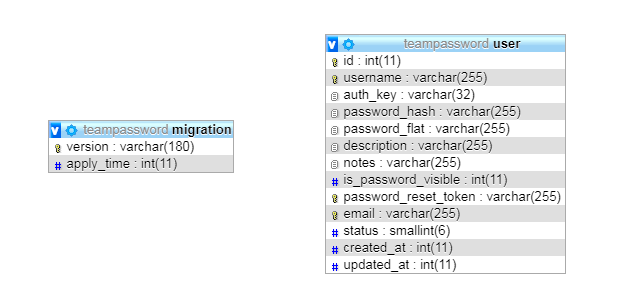 teampassword migration
version : varchar(180)
# apply_time : int(11)
teampassword user
id : int(11)
username : varchar(255)
auth_key : varchar(32)
password_hash : varchar(255)
password_flat : varchar(255)
description : varchar(255)
notes : varchar(255)
# is_password_visible : int(11)
password_reset_token : varchar(255)
email : varchar(255)
# status : smallint(6)
# created_at : int(11)
# updated_at : int(11)